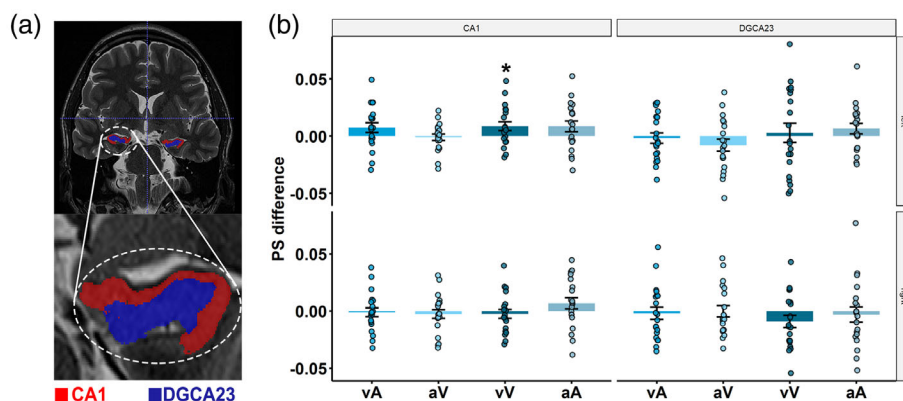 (a)
(b)
CA1
DGCA23
PS difference
*
0.05
0.00
-0.05
0.05
0.00
-0.05
vA aV vV aA vA aV vV aA
CA1 DGCA23